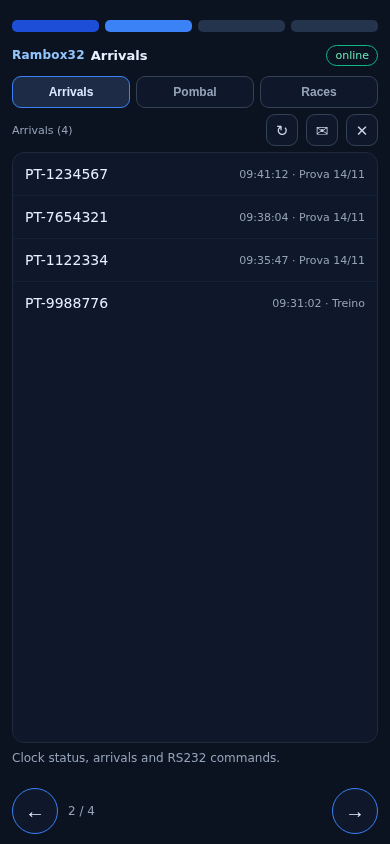 Rambox32 Arrivals online
Arrivals Pombal Races
Arrivals (4) ↻ ✉ ✕
PT-1234567 09:41:12 · Prova 14/11
PT-7654321 09:38:04 · Prova 14/11
PT-1122334 09:35:47 · Prova 14/11
PT-9988776 09:31:02 · Treino
Clock status, arrivals and RS232 commands.
← 2 / 4 →